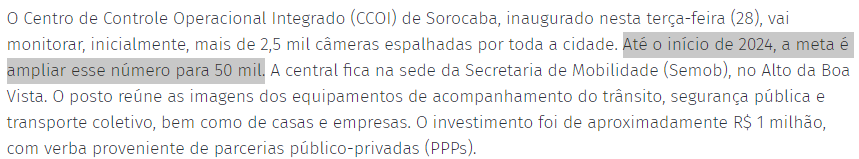 O Centro de Controle Operacional Integrado (CCOI) de Sorocaba, inaugurado nesta terça-feira (28), vai
monitorar, inicialmente, mais de 2,5 mil câmeras espalhadas por toda a cidade. Até o início de 2024, a meta é
ampliar esse número para 50 mil. A central fica na sede da Secretaria de Mobilidade (Semob), no Alto da Boa
Vista. O posto reúne as imagens dos equipamentos de acompanhamento do trânsito, segurança pública e
transporte coletivo, bem como de casas e empresas. O investimento foi de aproximadamente R$ 1 milhão,
com verba proveniente de parcerias público-privadas (PPPs).